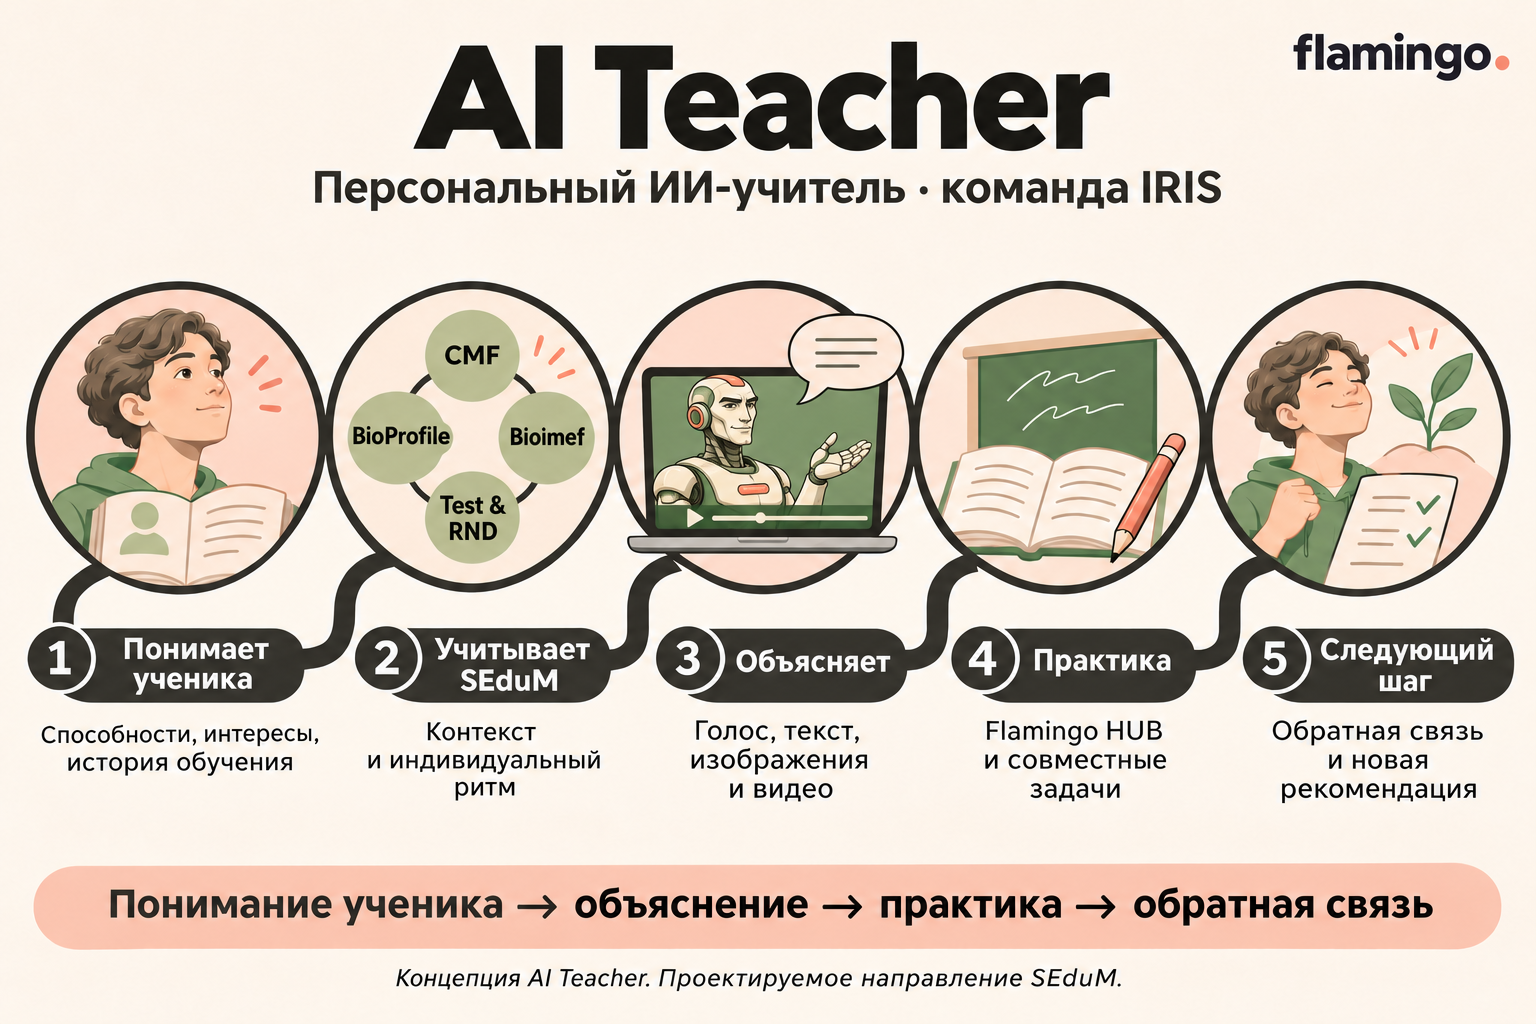 flamingo.
AI Teacher
Персональный ИИ-учитель · команда IRIS
CMF
BioProfile
Bioimef
Test &
RND
1 Понимает
ученика
Способности, интересы,
история обучения
2 Учитывает
SEduM
Контекст
и индивидуальный
ритм
3 Объясняет
Голос, текст,
изображения
и видео
4 Практика
Flamingo HUB
и совместные
задачи
5 Следующий
шаг
Обратная связь
и новая
рекомендация
Понимание ученика → объяснение → практика → обратная связь
Концепция AI Teacher. Проектируемое направление SEduM.